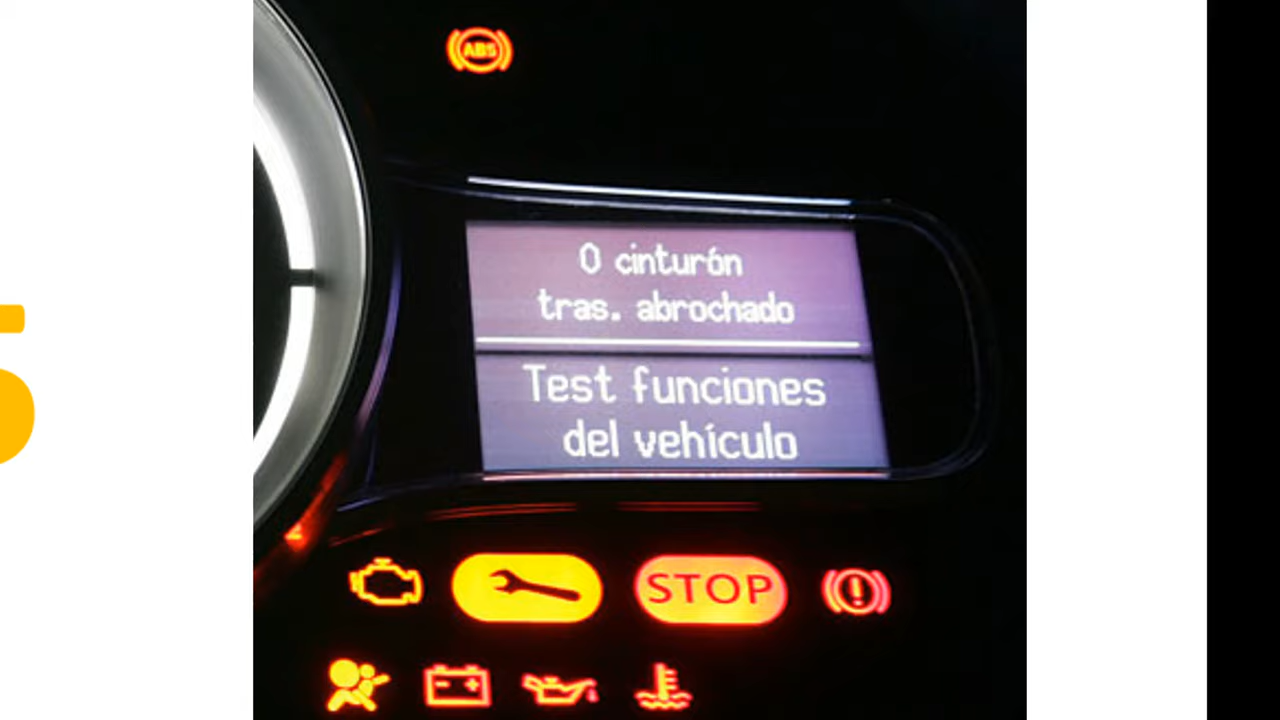 ABS
0 cinturón
tras. abrochado
Test funciones
del vehículo
STOP